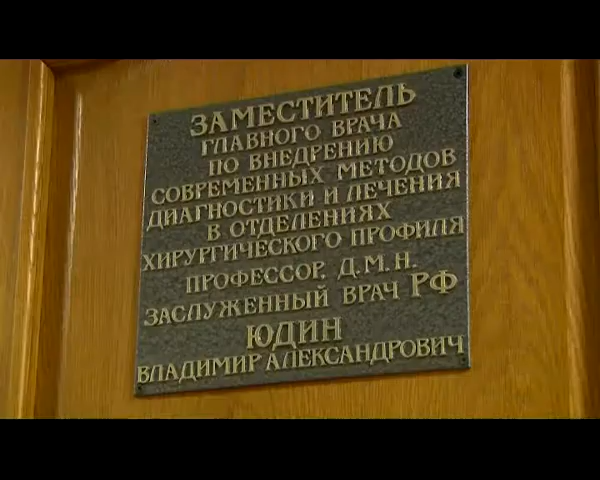 ЗАМЕСТИТЕЛЬ
ГЛАВНОГО ВРАЧА
ПО ВНЕДРЕНИЮ
СОВРЕМЕННЫХ МЕТОДОВ
ДИАГНОСТИКИ И ЛЕЧЕНИЯ
В ОТДЕЛЕНИЯХ
ХИРУРГИЧЕСКОГО ПРОФИЛЯ
ПРОФЕССОР, Д.М.Н.
ЗАСЛУЖЕННЫЙ ВРАЧ РФ
ЮДИН
ВЛАДИМИР АЛЕКСАНДРОВИЧ